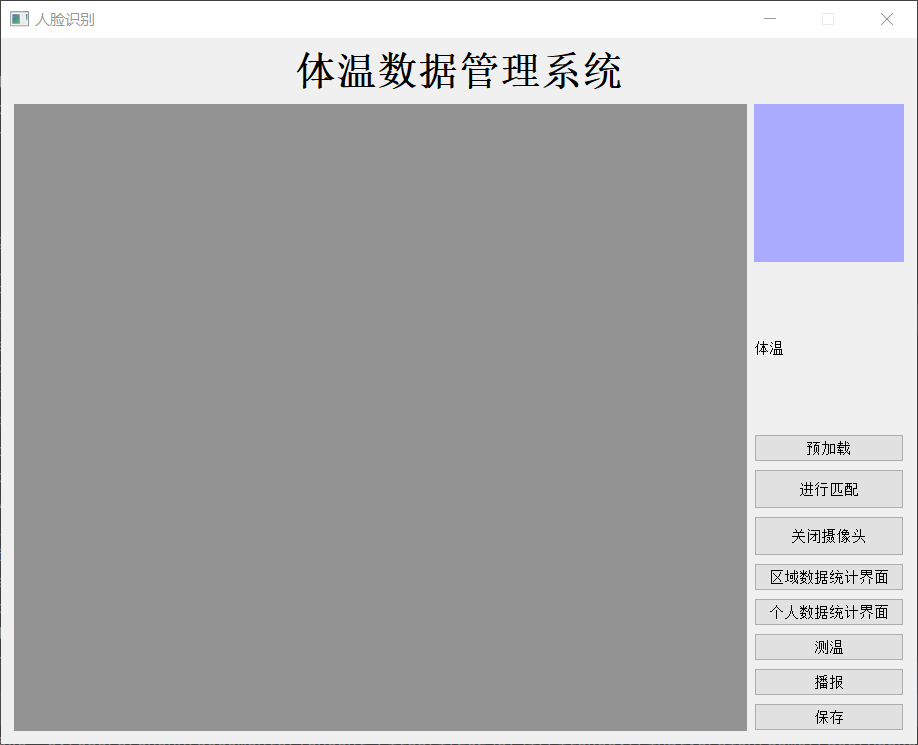 人脸识别
体温数据管理系统
体温
预加载
进行匹配
关闭摄像头
区域数据统计界面
个人数据统计界面
测温
播报
保存